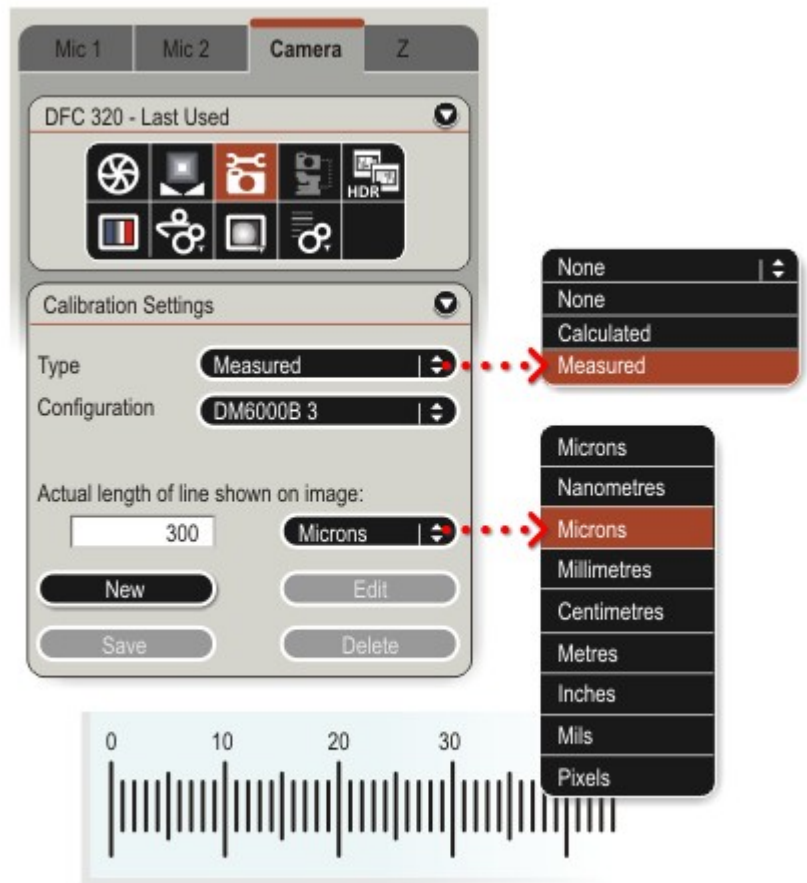 Mic 1 Mic 2 Camera Z
DFC 320 - Last Used
HDR
Calibration Settings
Type Measured
Configuration DM6000B 3
Actual length of line shown on image:
300 Microns
New Edit
Save Delete
None
None
Calculated
Measured
Microns
Nanometres
Microns
Millimetres
Centimetres
Metres
Inches
Mils
Pixels
0 10 20 30